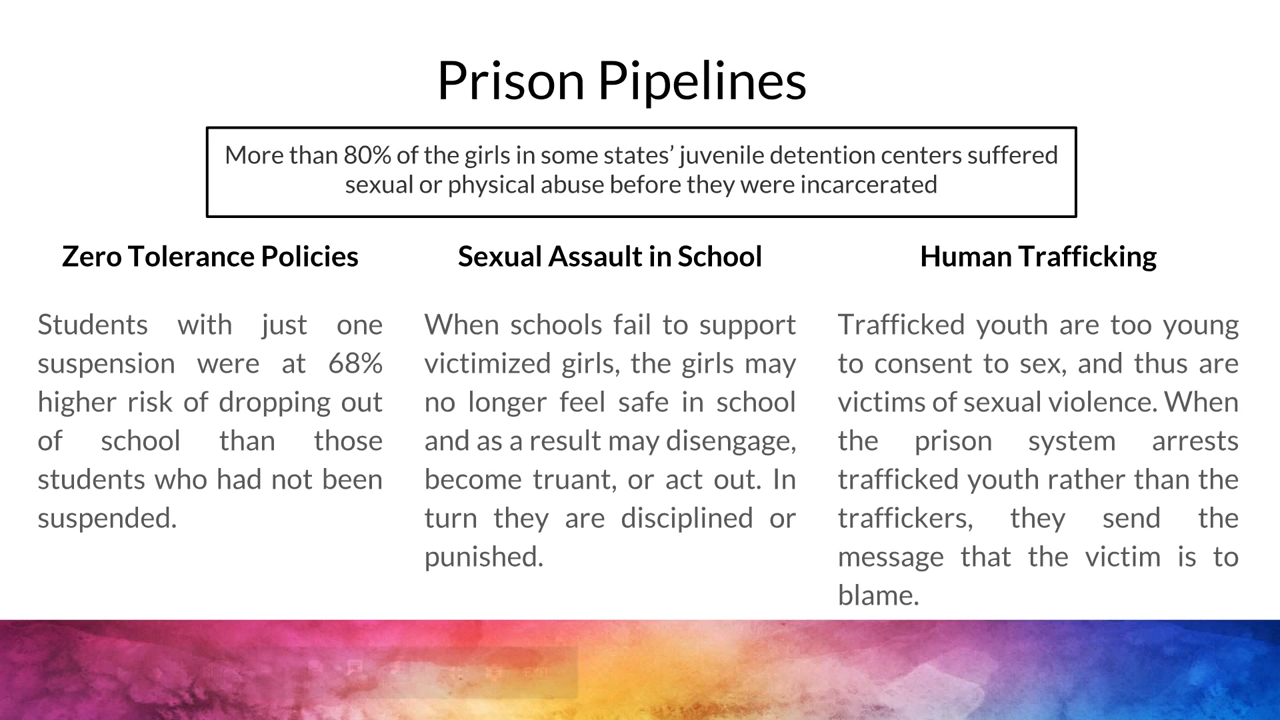 Prison Pipelines
More than 80% of the girls in some states’ juvenile detention centers suffered
sexual or physical abuse before they were incarcerated
Zero Tolerance Policies
Students with just one
suspension were at 68%
higher risk of dropping out
of school than those
students who had not been
suspended.
Sexual Assault in School
When schools fail to support
victimized girls, the girls may
no longer feel safe in school
and as a result may disengage,
become truant, or act out. In
turn they are disciplined or
punished.
Human Trafficking
Trafficked youth are too young
to consent to sex, and thus are
victims of sexual violence. When
the prison system arrests
trafficked youth rather than the
traffickers, they send the
message that the victim is to
blame.